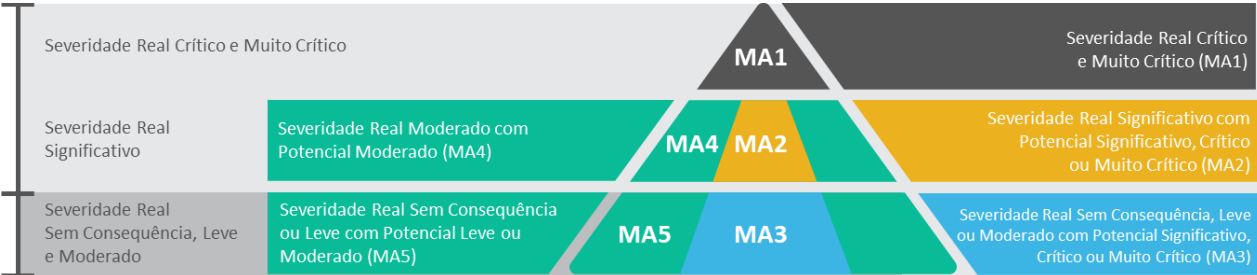 Severidade Real Crítico e Muito Crítico
MA1
Severidade Real Crítico
e Muito Crítico (MA1)
Severidade Real
Significativo
Severidade Real Moderado com
Potencial Moderado (MA4)
MA4 MA2
Severidade Real Significativo com
Potencial Significativo, Crítico
ou Muito Crítico (MA2)
Severidade Real
Sem Consequência, Leve
e Moderado
Severidade Real Sem Consequência
ou Leve com Potencial Leve ou
Moderado (MA5)
MA5 MA3
Severidade Real Sem Consequência, Leve
ou Moderado com Potencial Significativo,
Crítico ou Muito Crítico (MA3)